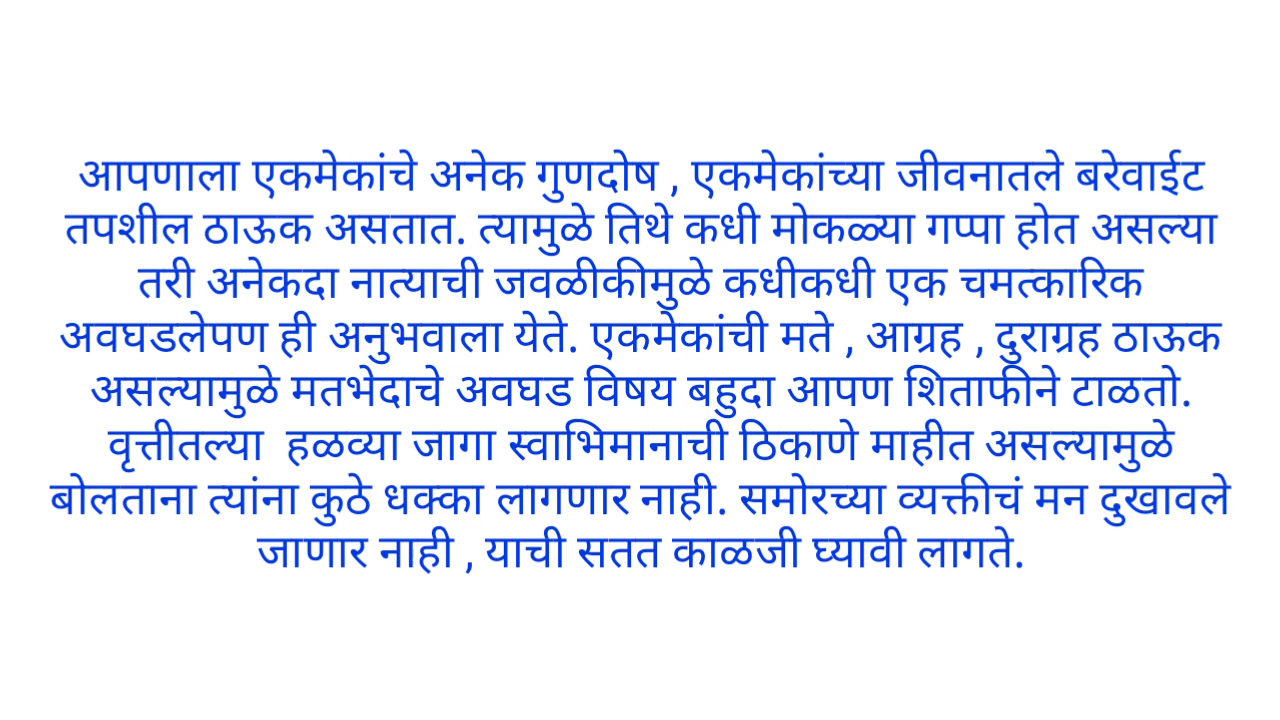 आपणाला एकमेकांचे अनेक गुणदोष , एकमेकांच्या जीवनातले बरेवाईट
तपशील ठाऊक असतात. त्यामुळे तिथे कधी मोकळ्या गप्पा होत असल्या
तरी अनेकदा नात्याची जवळीकीमुळे कधीकधी एक चमत्कारिक
अवघडलेपण ही अनुभवाला येते. एकमेकांची मते , आग्रह , दुराग्रह ठाऊक
असल्यामुळे मतभेदाचे अवघड विषय बहुदा आपण शिताफीने टाळतो.
वृत्तीतल्या  हळव्या जागा स्वाभिमानाची ठिकाणे माहीत असल्यामुळे
बोलताना त्यांना कुठे धक्का लागणार नाही. समोरच्या व्यक्तीचं मन दुखावले
जाणार नाही , याची सतत काळजी घ्यावी लागते.